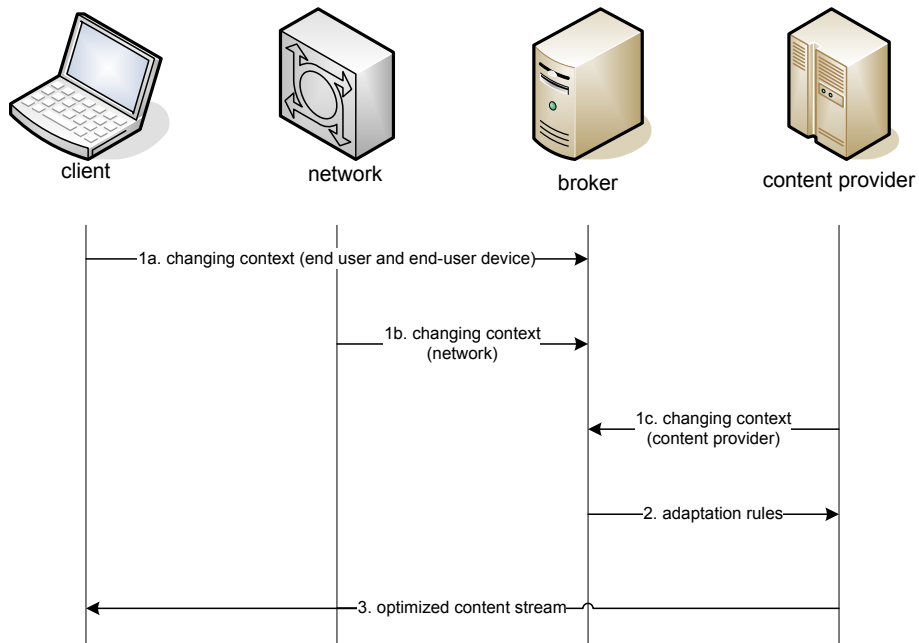 client
network
broker
content provider
1a. changing context (end user and end-user device)
1b. changing context
(network)
1c. changing context
(content provider)
2. adaptation rules
3. optimized content stream